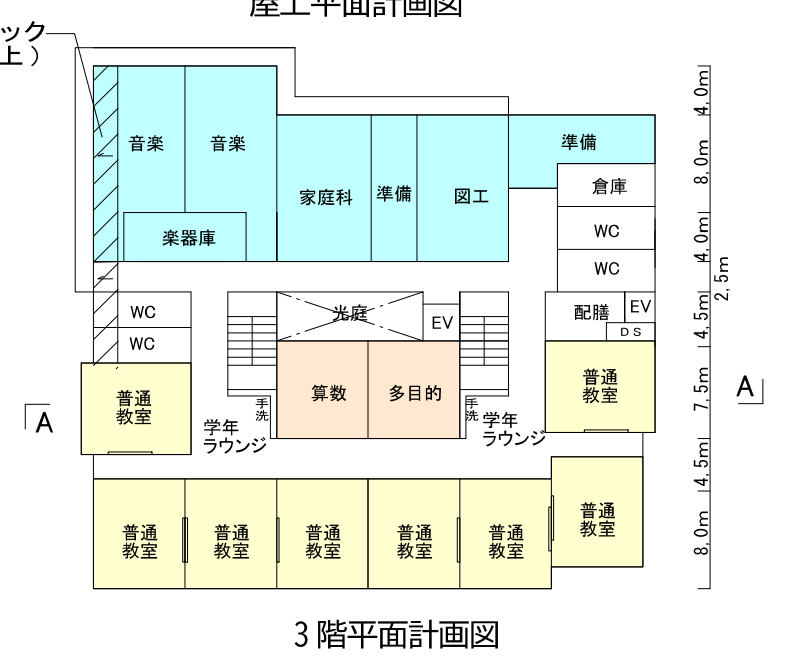 屋上平面計画図
ック
上）
音楽
音楽
準備
家庭科
準備
図工
倉庫
楽器庫
WC
WC
WC
WC
光庭
EV
配膳
EV
DS
普通
教室
算数
多目的
普通
教室
手
洗
手
洗
学年
ラウンジ
学年
ラウンジ
A
A
普通
教室
普通
教室
普通
教室
普通
教室
普通
教室
普通
教室
4,0m
8,0m
4,0m
2,5m
4,5m
7,5m
4,5m
8,0m
3階平面計画図